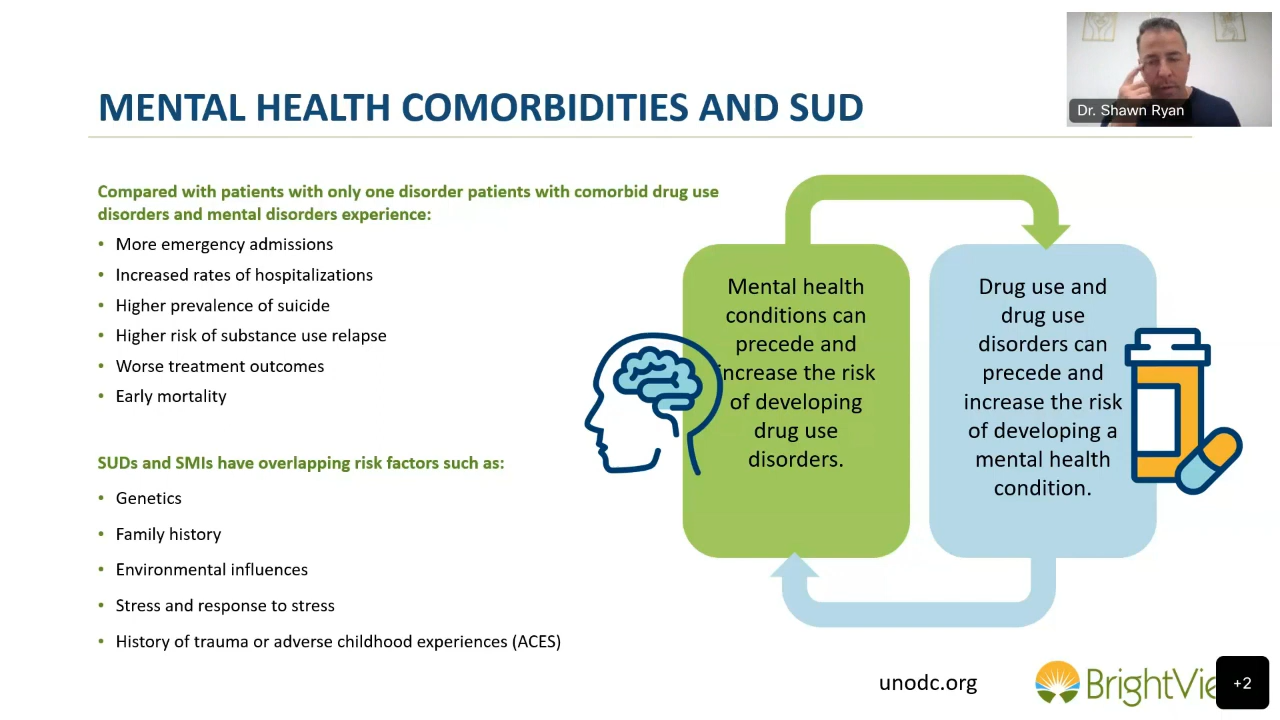 Dr. Shawn Ryan
MENTAL HEALTH COMORBIDITIES AND SUD
Compared with patients with only one disorder patients with comorbid drug use
disorders and mental disorders experience:
• More emergency admissions
• Increased rates of hospitalizations
• Higher prevalence of suicide
• Higher risk of substance use relapse
• Worse treatment outcomes
• Early mortality
SUDs and SMIs have overlapping risk factors such as:
• Genetics
• Family history
• Environmental influences
• Stress and response to stress
• History of trauma or adverse childhood experiences (ACES)
Mental health
conditions can
precede and
increase the risk
of developing
drug use
disorders.
Drug use and
drug use
disorders can
precede and
increase the risk
of developing a
mental health
condition.
unodc.org
BrightVie
+2